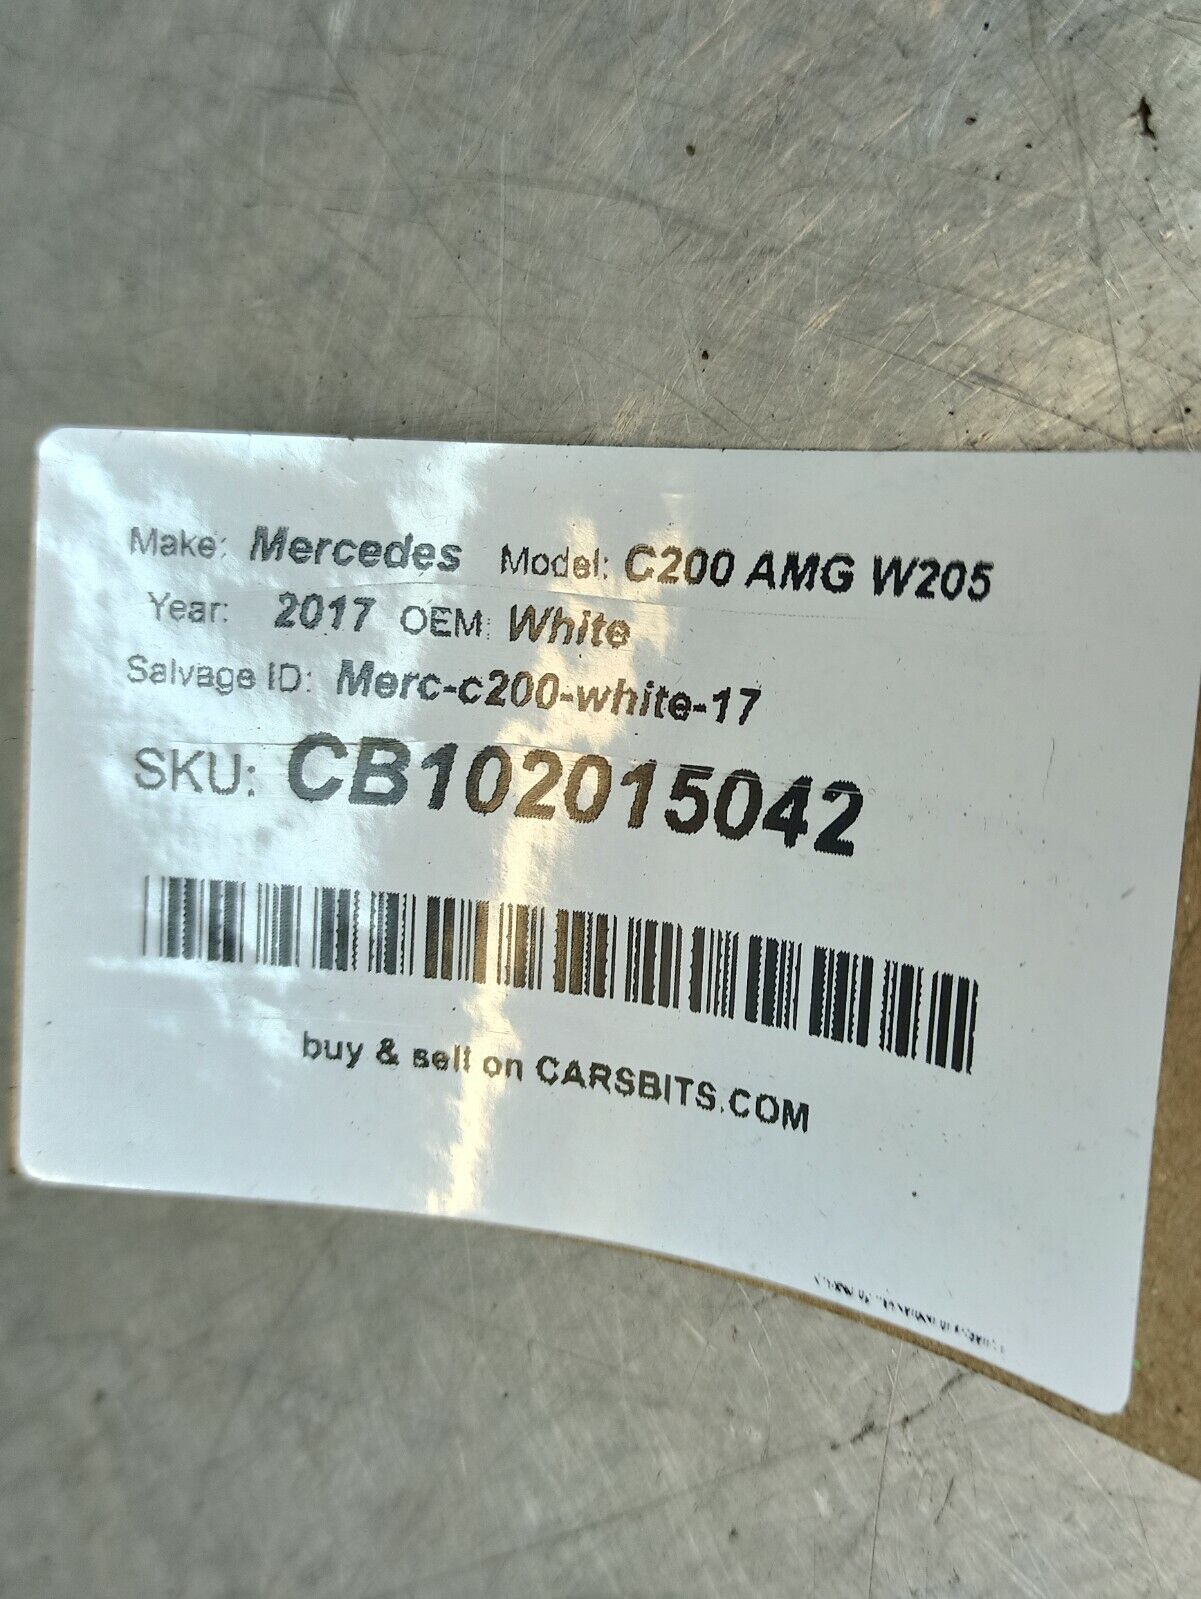 Make: Mercedes Model: C200 AMG W205
Year: 2017 OEM: White
Salvage ID: Merc-c200-white-17
SKU: CB102015042
buy & sell on CARSBITS.COM